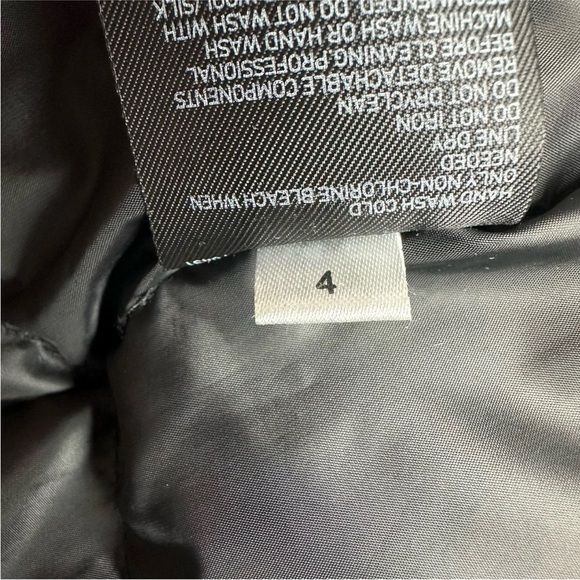 HAND WASH COLD
ONLY NON-CHLORINE BLEACH WHEN
NEEDED
LINE DRY
DO NOT IRON
DO NOT DRYCLEAN
REMOVE DETACHABLE COMPONENTS
BEFORE CLEANING PROFESSIONAL
MACHINE WASH OR HAND WASH
RECOMMENDED DO NOT WASH WITH
4